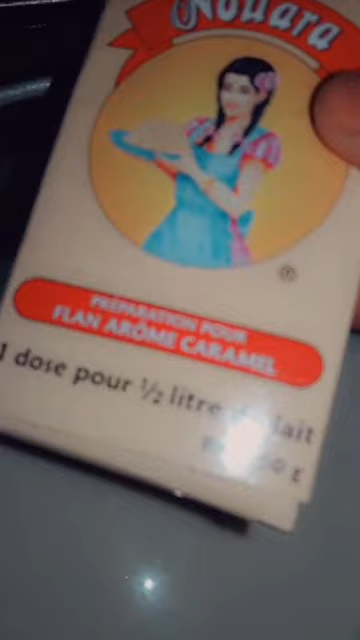 Nouara
®
PRÉPARATION POUR
FLAN ARÔME CARAMEL
1 dose pour ½ litre lait